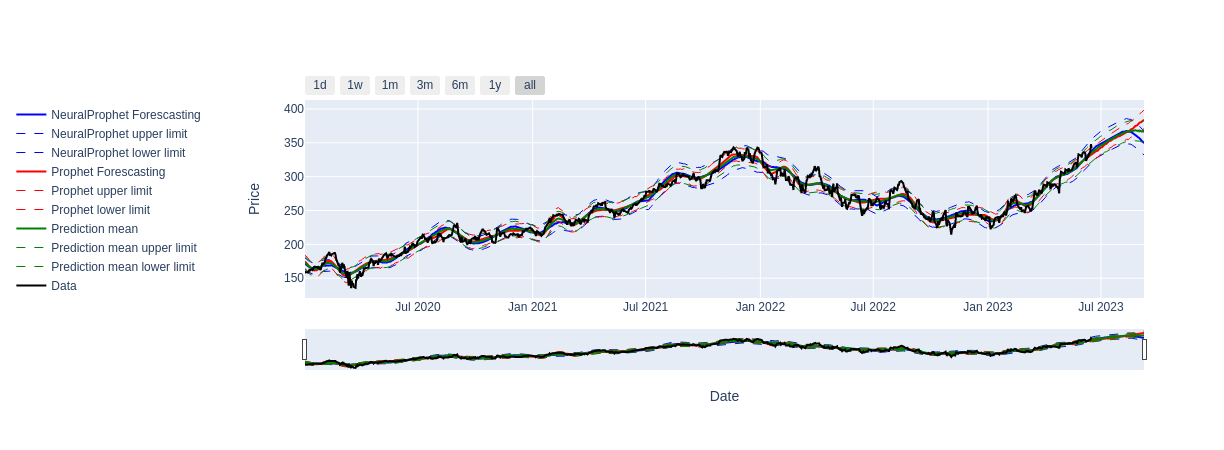 1d 1w 1m 3m 6m 1y all
NeuralProphet Forescasting
NeuralProphet upper limit
NeuralProphet lower limit
Prophet Forescasting
Prophet upper limit
Prophet lower limit
Prediction mean
Prediction mean upper limit
Prediction mean lower limit
Data
Price
400
350
300
250
200
150
Jul 2020 Jan 2021 Jul 2021 Jan 2022 Jul 2022 Jan 2023 Jul 2023
Date